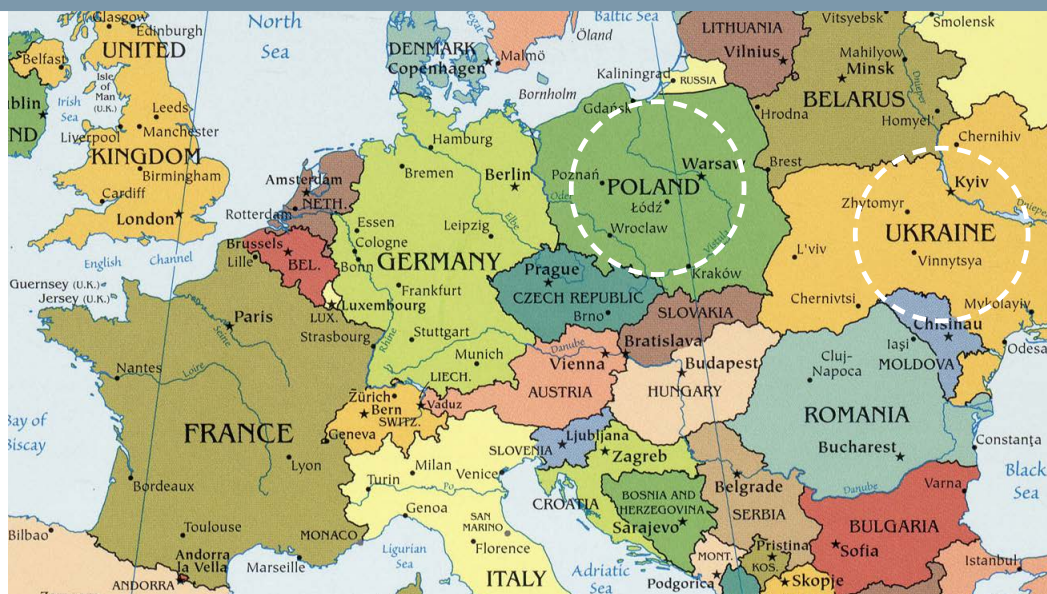 Glasgow
Edinburgh
UNITED
Belfast
Isle
of
Man
(U.K.)
Irish
Sea
Leeds
Liverpool
Manchester
KINGDOM
Birmingham
Cardiff
London
blin
ND
North
Sea
DENMARK
Copenhagen
Malmö
Baltic Sea
Öland
Bornholm
LITHUANIA
Vilnius
Kaliningrad
RUSSIA
Vitsyebsk
Smolensk
Mahilyow
Minsk
BELARUS
Dnieper
Hrodna
Homyel'
Brest
Gdańsk
Warsaw
Poznań
POLAND
Łódź
Oder
Wroclaw
Vistula
Kraków
Chernihiv
Kyiv
Zhytomyr
Dnieper
UKRAINE
L'viv
Vinnytsya
Chernivtsi
Mykolayiv
Odesa
Amsterdam
NETH.
Rotterdam
Hamburg
Bremen
Berlin
Elbe
Essen
Leipzig
Cologne
Bonn
GERMANY
Frankfurt
Brussels
Lille
BEL.
Luxembourg
LUX.
Strasbourg
Rhine
Stuttgart
Munich
English Channel
Guernsey (U.K.)
Jersey (U.K.)
Paris
Seine
Nantes
Loire
Bay of
Biscay
FRANCE
Lyon
Bordeaux
Toulouse
Bilbao
Andorra
la Vella
ANDORRA
Marseille
MONACO
Prague
CZECH REPUBLIC
Brno
SLOVAKIA
Bratislava
Danube
Vienna
AUSTRIA
LIECH.
Vaduz
Zürich
Bern
SWITZ.
Geneva
Budapest
HUNGARY
Chisinau
MOLDOVA
Iaşi
Cluj-
Napoca
ROMANIA
Bucharest
Constanţa
Danube
Black
Sea
Varna
BULGARIA
Sofia
Istanbul
Ljubljana
SLOVENIA
Zagreb
CROATIA
BOSNIA AND
HERZEGOVINA
Sarajevo
Belgrade
SERBIA
MONT.
Podgorica
Pristina
KOS.
Skopje
Milan
Turin
Venice
Po
Genoa
SAN
MARINO
Florence
ITALY
Ligurian
Sea
Adriatic
Sea